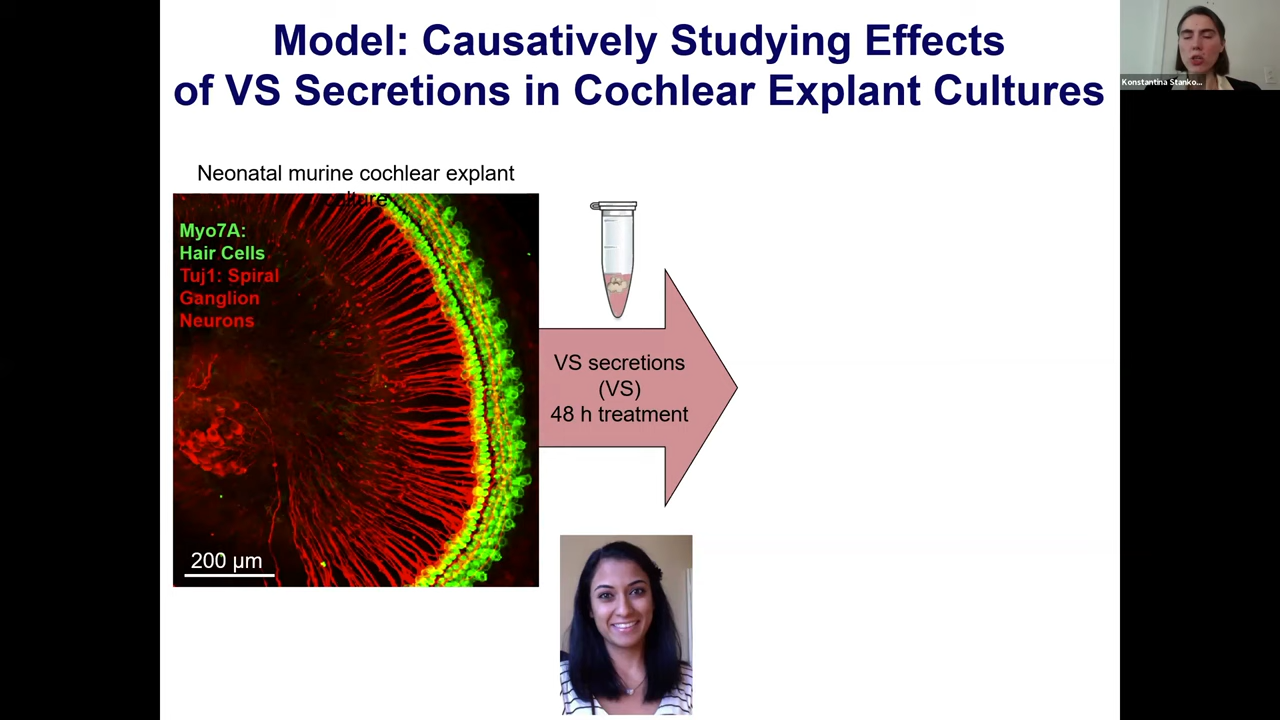 Model: Causatively Studying Effects
of VS Secretions in Cochlear Explant Cultures
Konstantina Stanko...
Neonatal murine cochlear explant
culture
Myo7A:
Hair Cells
Tuj1: Spiral
Ganglion
Neurons
200 µm
VS secretions
(VS)
48 h treatment